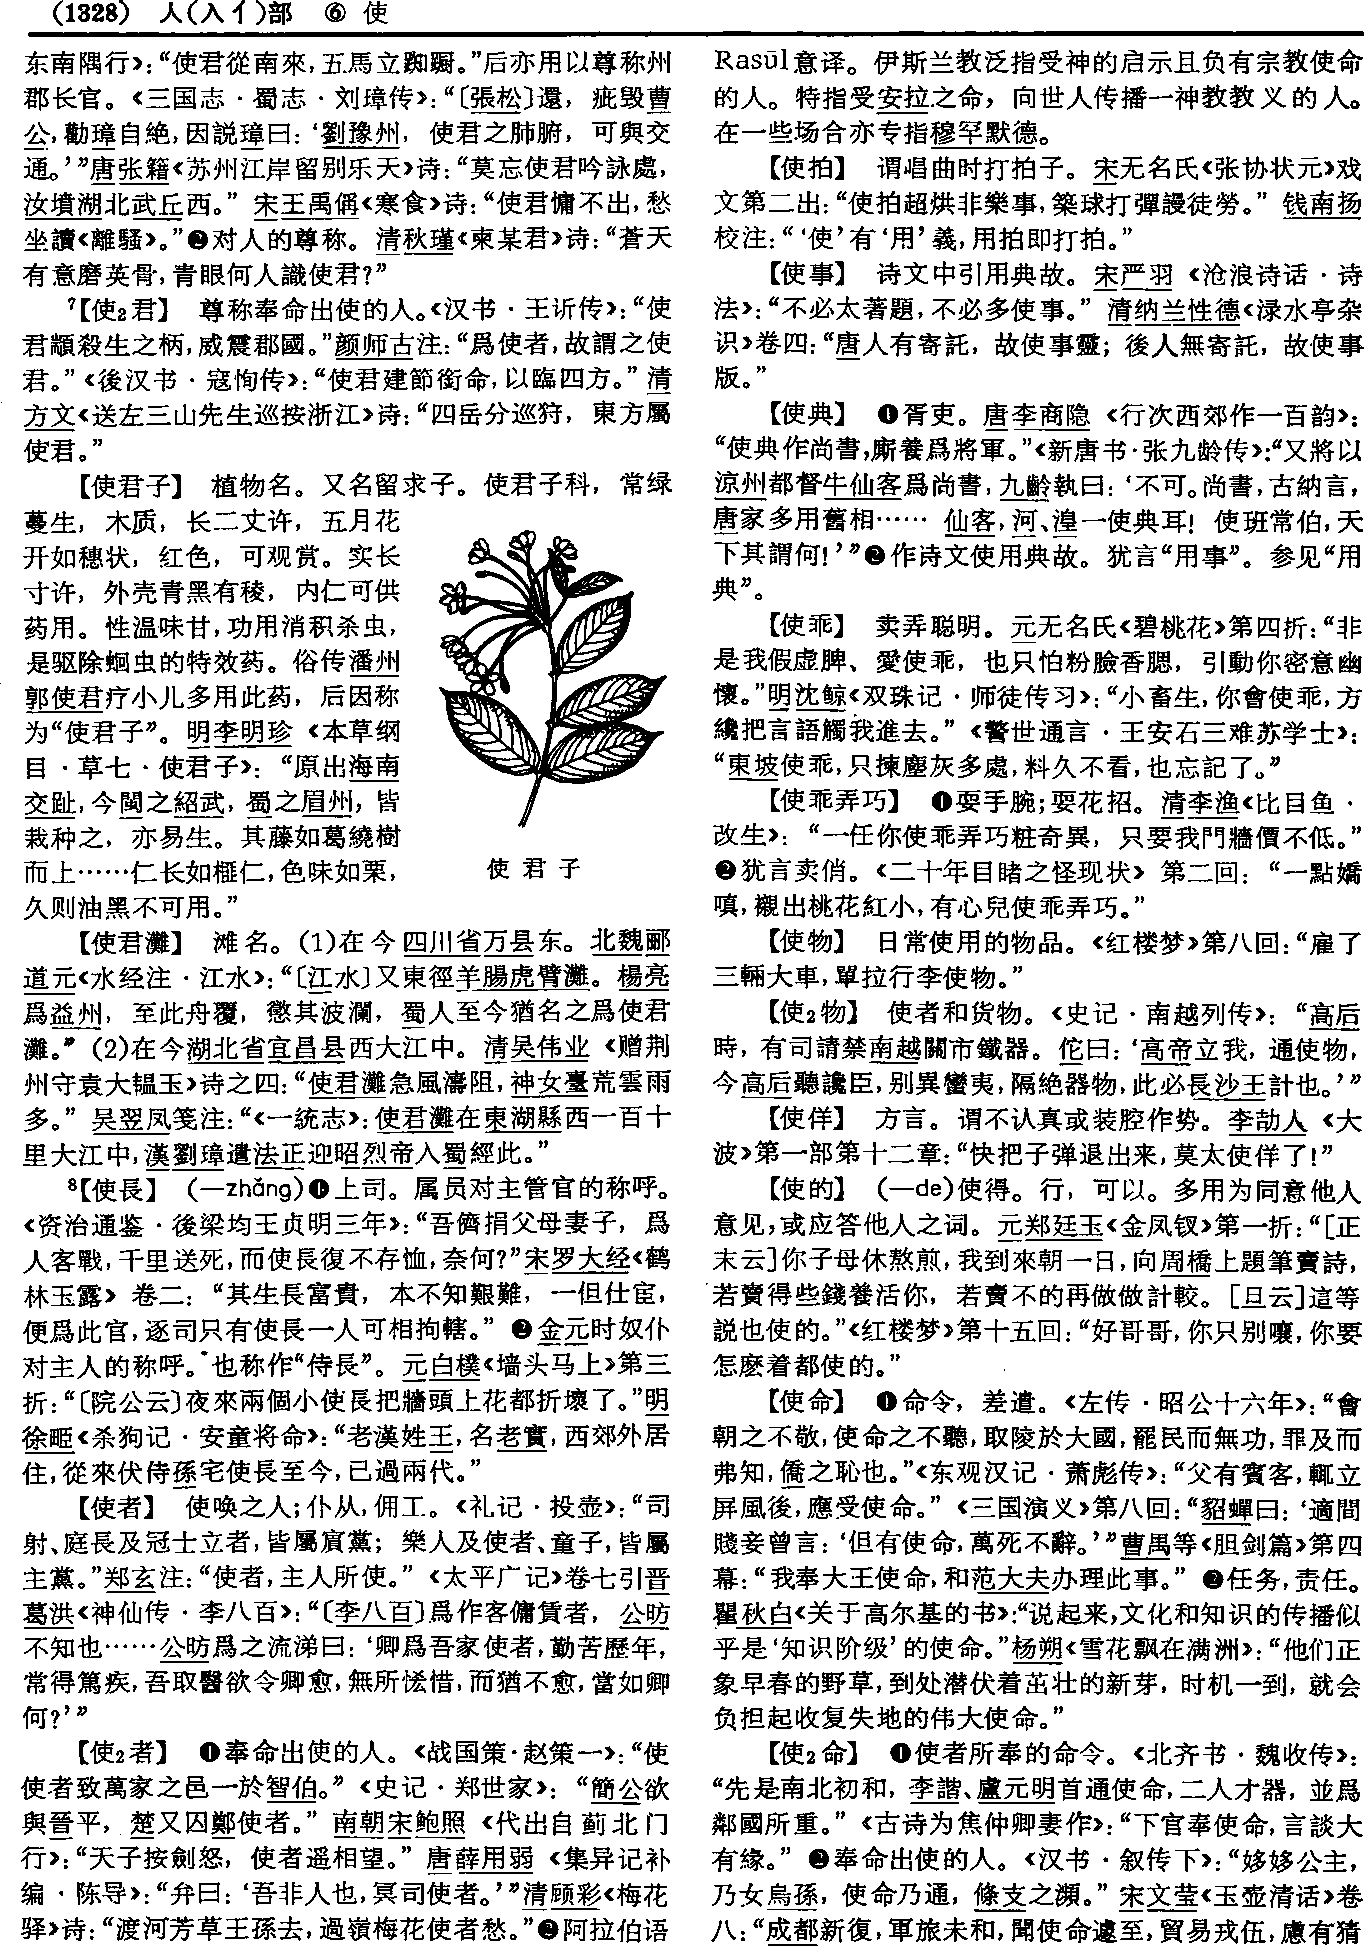 (1328) 人(入亻)部 ⑥ 使
东南隅行》：“使君從南來，五馬立踟蹰。”后亦用以尊称州
郡长官。《三国志·蜀志·刘璋传》：“〔張松〕還，疵毁曹
公，勸璋自絶，因説璋曰：‘劉豫州，使君之肺腑，可與交
通。’”唐张籍《苏州江岸留别乐天》诗：“莫忘使君吟詠處，
汝墳湖北武丘西。”宋王禹偁《寒食》诗：“使君慵不出，愁
坐讀《離騷》。”❷对人的尊称。清秋瑾《柬某君》诗：“蒼天
有意磨英骨，青眼何人識使君？”
⁷【使₂君】 尊称奉命出使的人。《汉书·王䜣传》：“使
君顓殺生之柄，威震郡國。”颜师古注：“爲使者，故謂之使
君。”《後汉书·寇恂传》：“使君建節銜命，以臨四方。”清
方文《送左三山先生巡按浙江》诗：“四岳分巡狩，東方屬
使君。”
【使君子】 植物名。又名留求子。使君子科，常绿
蔓生，木质，长二丈许，五月花
开如穗状，红色，可观赏。实长
寸许，外壳青黑有稜，内仁可供
药用。性温味甘，功用消积杀虫，
是驱除蛔虫的特效药。俗传潘州
郭使君疗小儿多用此药，后因称
为“使君子”。明李明珍《本草纲
目·草七·使君子》：“原出海南
交趾，今閩之紹武，蜀之眉州，皆
栽种之，亦易生。其藤如葛繞樹
而上……仁长如榧仁，色味如栗，
久则油黑不可用。”
使君子
【使君灘】 滩名。(1)在今四川省万县东。北魏郦
道元《水经注·江水》：“〔江水〕又東徑羊腸虎臂灘。楊亮
爲益州，至此舟覆，懲其波瀾，蜀人至今猶名之爲使君
灘。”(2)在今湖北省宜昌县西大江中。清吴伟业《赠荆
州守袁大韫玉》诗之四：“使君灘急風濤阻，神女臺荒雲雨
多。”吴翌凤笺注：“《一統志》：使君灘在東湖縣西一百十
里大江中，漢劉璋遣法正迎昭烈帝入蜀經此。”
⁸【使長】 (—zhǎng)❶上司。属员对主管官的称呼。
《资治通鉴·後梁均王贞明三年》：“吾儕捐父母妻子，爲
人客戰，千里送死，而使長復不存恤，奈何？”宋罗大经《鹤
林玉露》卷二：“其生長富貴，本不知艱難，一但仕宦，
便爲此官，逐司只有使長一人可相拘轄。”❷金元时奴仆
对主人的称呼。也称作“侍長”。元白樸《墙头马上》第三
折：“〔院公云〕夜來兩個小使長把牆頭上花都折壞了。”明
徐㽬《杀狗记·安童将命》：“老漢姓王，名老實，西郊外居
住，從來伏侍孫宅使長至今，已過兩代。”
【使者】 使唤之人；仆从，佣工。《礼记·投壶》：“司
射、庭長及冠士立者，皆屬賓黨；樂人及使者、童子，皆屬
主黨。”郑玄注：“使者，主人所使。”《太平广记》卷七引晋
葛洪《神仙传·李八百》：“〔李八百〕爲作客傭賃者，公昉
不知也……公昉爲之流涕曰：‘卿爲吾家使者，勤苦歷年，
常得篤疾，吾取醫欲令卿愈，無所恡惜，而猶不愈，當如卿
何？’”
【使₂者】 ❶奉命出使的人。《战国策·赵策一》：“使
使者致萬家之邑一於智伯。”《史记·郑世家》：“簡公欲
與晉平，楚又囚鄭使者。”南朝宋鲍照《代出自蓟北门
行》：“天子按劍怒，使者遥相望。”唐薛用弱《集异记补
编·陈导》：“弁曰：‘吾非人也，冥司使者。’”清顾彩《梅花
驿》诗：“渡河芳草王孫去，過嶺梅花使者愁。”❷阿拉伯语
Rasūl意译。伊斯兰教泛指受神的启示且负有宗教使命
的人。特指受安拉之命，向世人传播一神教教义的人。
在一些场合亦专指穆罕默德。
【使拍】 谓唱曲时打拍子。宋无名氏《张协状元》戏
文第二出：“使拍超烘非樂事，築球打彈謾徒勞。”钱南扬
校注：“‘使’有‘用’義，用拍即打拍。”
【使事】 诗文中引用典故。宋严羽《沧浪诗话·诗
法》：“不必太著題，不必多使事。”清纳兰性德《渌水亭杂
识》卷四：“唐人有寄託，故使事靈；後人無寄託，故使事
版。”
【使典】 ❶胥吏。唐李商隐《行次西郊作一百韵》：
“使典作尚書，廝養爲將軍。”《新唐书·张九龄传》：“又將以
涼州都督牛仙客爲尚書，九齡執曰：‘不可。尚書，古納言，
唐家多用舊相……仙客，河、湟一使典耳！使班常伯，天
下其謂何！’”❷作诗文使用典故。犹言“用事”。参见“用
典”。
【使乖】 卖弄聪明。元无名氏《碧桃花》第四折：“非
是我假虚脾、愛使乖，也只怕粉臉香腮，引動你密意幽
懷。”明沈鲸《双珠记·师徒传习》：“小畜生，你會使乖，方
纔把言語觸我進去。”《警世通言·王安石三难苏学士》：
“東坡使乖，只揀塵灰多處，料久不看，也忘記了。”
【使乖弄巧】 ❶耍手腕；耍花招。清李渔《比目鱼·
改生》：“一任你使乖弄巧粧奇異，只要我門牆價不低。”
❷犹言卖俏。《二十年目睹之怪现状》第二回：“一點嬌
嗔，襯出桃花紅小，有心兒使乖弄巧。”
【使物】 日常使用的物品。《红楼梦》第八回：“雇了
三輛大車，單拉行李使物。”
【使₂物】 使者和货物。《史记·南越列传》：“高后
時，有司請禁南越關市鐵器。佗曰：‘高帝立我，通使物，
今高后聽讒臣，别異蠻夷，隔絶器物，此必長沙王計也。’”
【使佯】 方言。谓不认真或装腔作势。李劼人《大
波》第一部第十二章：“快把子弹退出来，莫太使佯了！”
【使的】 (—de)使得。行，可以。多用为同意他人
意见，或应答他人之词。元郑廷玉《金凤钗》第一折：“[正
末云]你子母休熬煎，我到來朝一日，向周橋上題筆賣詩，
若賣得些錢養活你，若賣不的再做做計較。[旦云]這等
説也使的。”《红楼梦》第十五回：“好哥哥，你只别嚷，你要
怎麽着都使的。”
【使命】 ❶命令，差遣。《左传·昭公十六年》：“會
朝之不敬，使命之不聽，取陵於大國，罷民而無功，罪及而
弗知，僑之恥也。”《东观汉记·萧彪传》：“父有賓客，輒立
屏風後，應受使命。”《三国演义》第八回：“貂蟬曰：‘適間
賤妾曾言：‘但有使命，萬死不辭。’”曹禺等《胆剑篇》第四
幕：“我奉大王使命，和范大夫办理此事。”❷任务，责任。
瞿秋白《关于高尔基的书》：“说起来，文化和知识的传播似
乎是‘知识阶级’的使命。”杨朔《雪花飘在满洲》：“他们正
象早春的野草，到处潜伏着茁壮的新芽，时机一到，就会
负担起收复失地的伟大使命。”
【使₂命】 ❶使者所奉的命令。《北齐书·魏收传》：
“先是南北初和，李諧、盧元明首通使命，二人才器，並爲
鄰國所重。”《古诗为焦仲卿妻作》：“下官奉使命，言談大
有緣。”❷奉命出使的人。《汉书·叙传下》：“姼姼公主，
乃女烏孫，使命乃通，條支之瀕。”宋文莹《玉壶清话》卷
八：“成都新復，軍旅未和，聞使命遽至，貿易戎伍，慮有猜